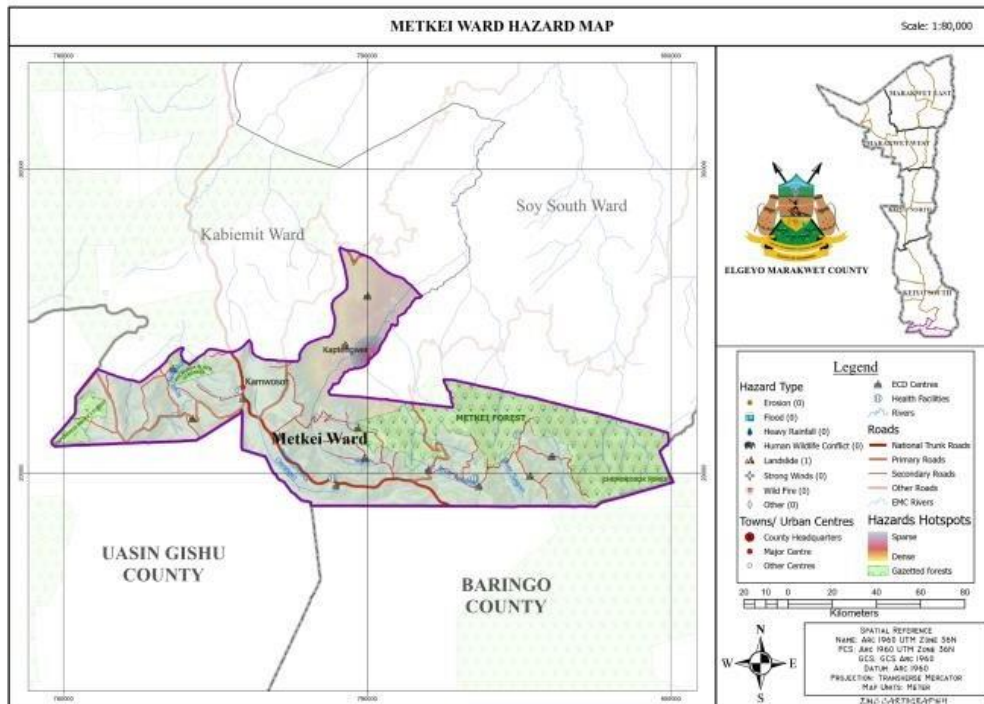 METKEI WARD HAZARD MAP
Scale: 1:80,000
780000
790000
800000
780000
790000
800000
Kabiemit Ward
Soy South Ward
Kamwosor
METKEI FOREST
Metkei Ward
UASIN GISHU
COUNTY
BARINGO
COUNTY
MARAKWET EAST
MARAKWET WEST
KEIYO NORTH
KEIYO SOUTH
ELGEYO MARAKWET COUNTY
Legend
Hazard Type
Erosion (0)
Flood (0)
Heavy Rainfall (0)
Human Wildlife Conflict (0)
Landslide (1)
Strong Winds (0)
Wild Fire (0)
Other (0)
Towns/ Urban Centres
County Headquarters
Major Centre
Other Centres
ECD Centres
Health Facilities
Rivers
Roads
National Trunk Roads
Primary Roads
Secondary Roads
Other Roads
EMC Rivers
Hazards Hotspots
Sparse
Dense
Gazetted forests
20 10 0 20 40 60 80
Kilometers
N
W
E
S
SPATIAL REFERENCE
NAME: ARC 1960 UTM ZONE 36N
PCS: ARC 1960 UTM ZONE 36N
GCS: GCS ARC 1960
DATUM: ARC 1960
PROJECTION: TRANSVERSE MERCATOR
MAP UNITS: METER